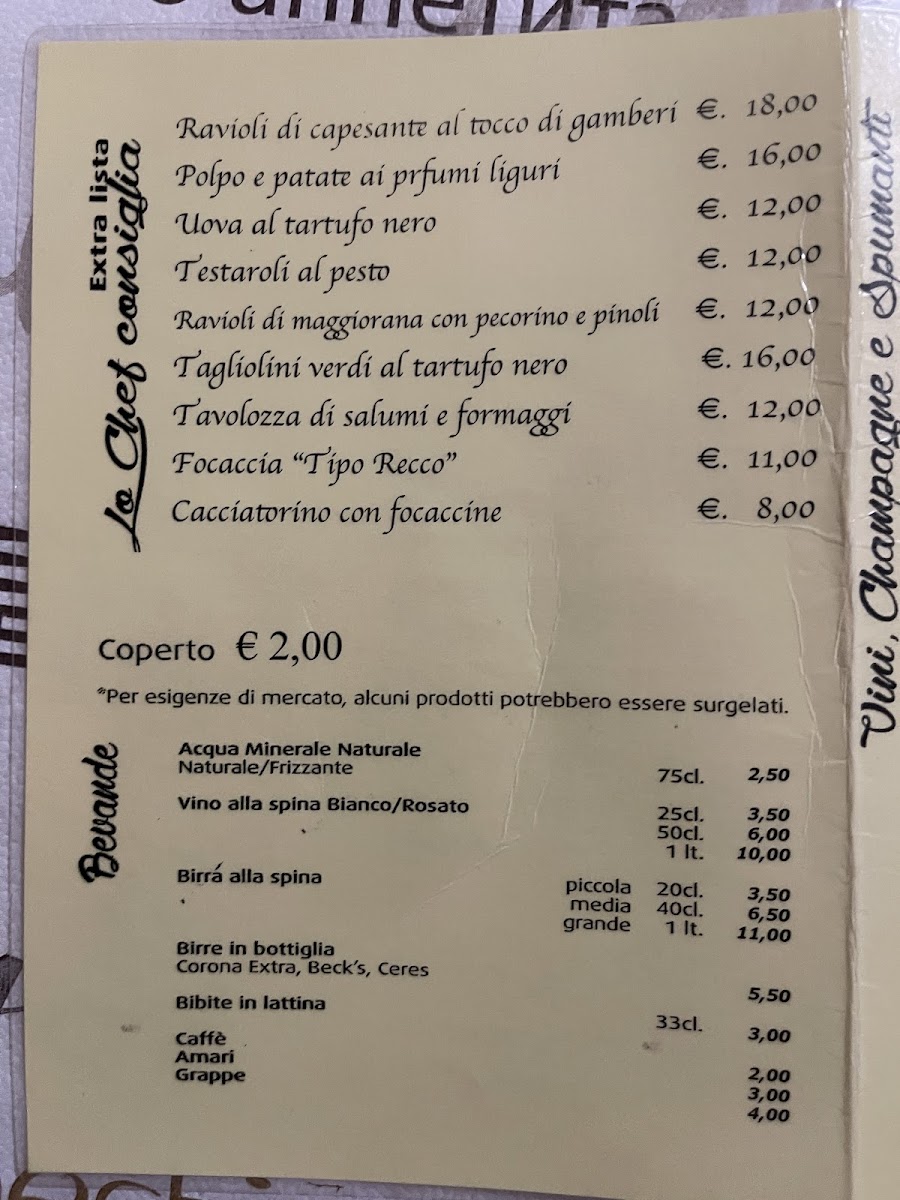 Extra lista
Lo Chef consiglia
Ravioli di capesante al tocco di gamberi €. 18,00
Polpo e patate ai prfumi liguri €. 16,00
Uova al tartufo nero €. 12,00
Testaroli al pesto €. 12,00
Ravioli di maggiorana con pecorino e pinoli €. 12,00
Tagliolini verdi al tartufo nero €. 16,00
Tavolozza di salumi e formaggi €. 12,00
Focaccia “Tipo Recco” €. 11,00
Cacciatorino con focaccine €. 8,00
Coperto € 2,00
*Per esigenze di mercato, alcuni prodotti potrebbero essere surgelati.
Bevande
Acqua Minerale Naturale
Naturale/Frizzante 75cl. 2,50
Vino alla spina Bianco/Rosato 25cl. 3,50
50cl. 6,00
1 lt. 10,00
Birrá alla spina piccola 20cl. 3,50
media 40cl. 6,50
grande 1 lt. 11,00
Birre in bottiglia
Corona Extra, Beck's, Ceres 5,50
Bibite in lattina 33cl. 3,00
Caffè 2,00
Amari 3,00
Grappe 4,00
Vini, Champagne e Spumanti